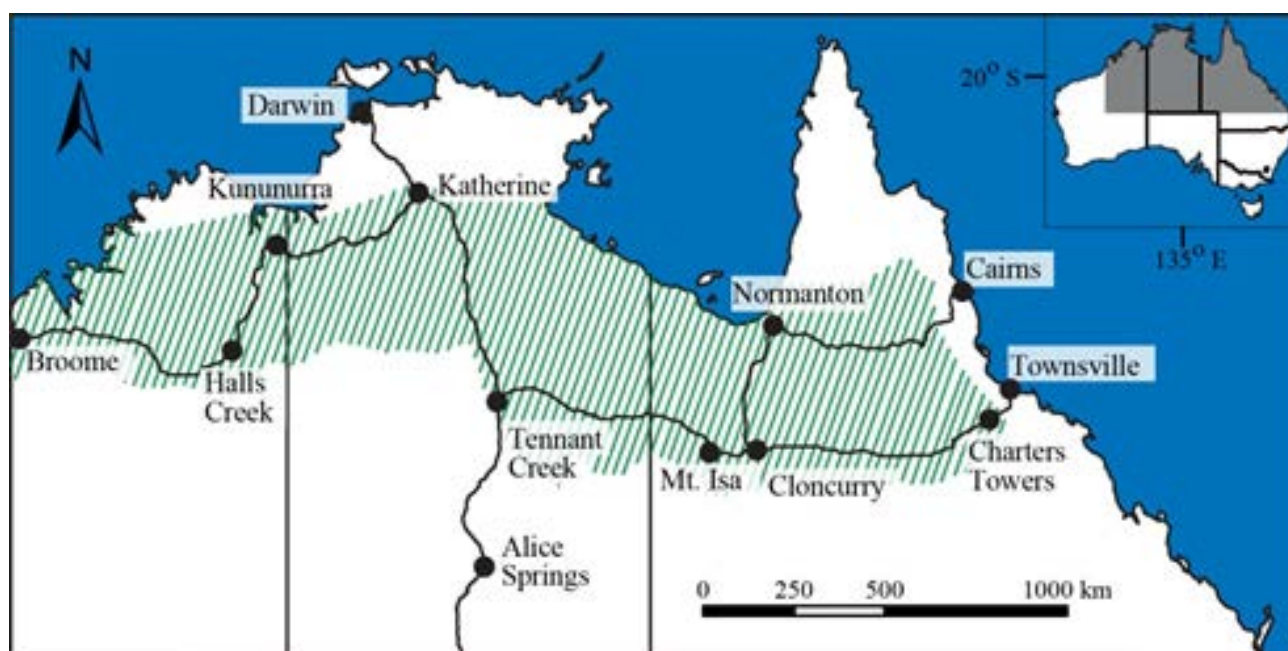 N
20° S
135° E
Darwin
Kununurra
Katherine
Broome
Halls
Creek
Tennant
Creek
Normanton
Cairns
Townsville
Mt. Isa
Cloncurry
Charters
Towers
Alice
Springs
0 250 500 1000 km